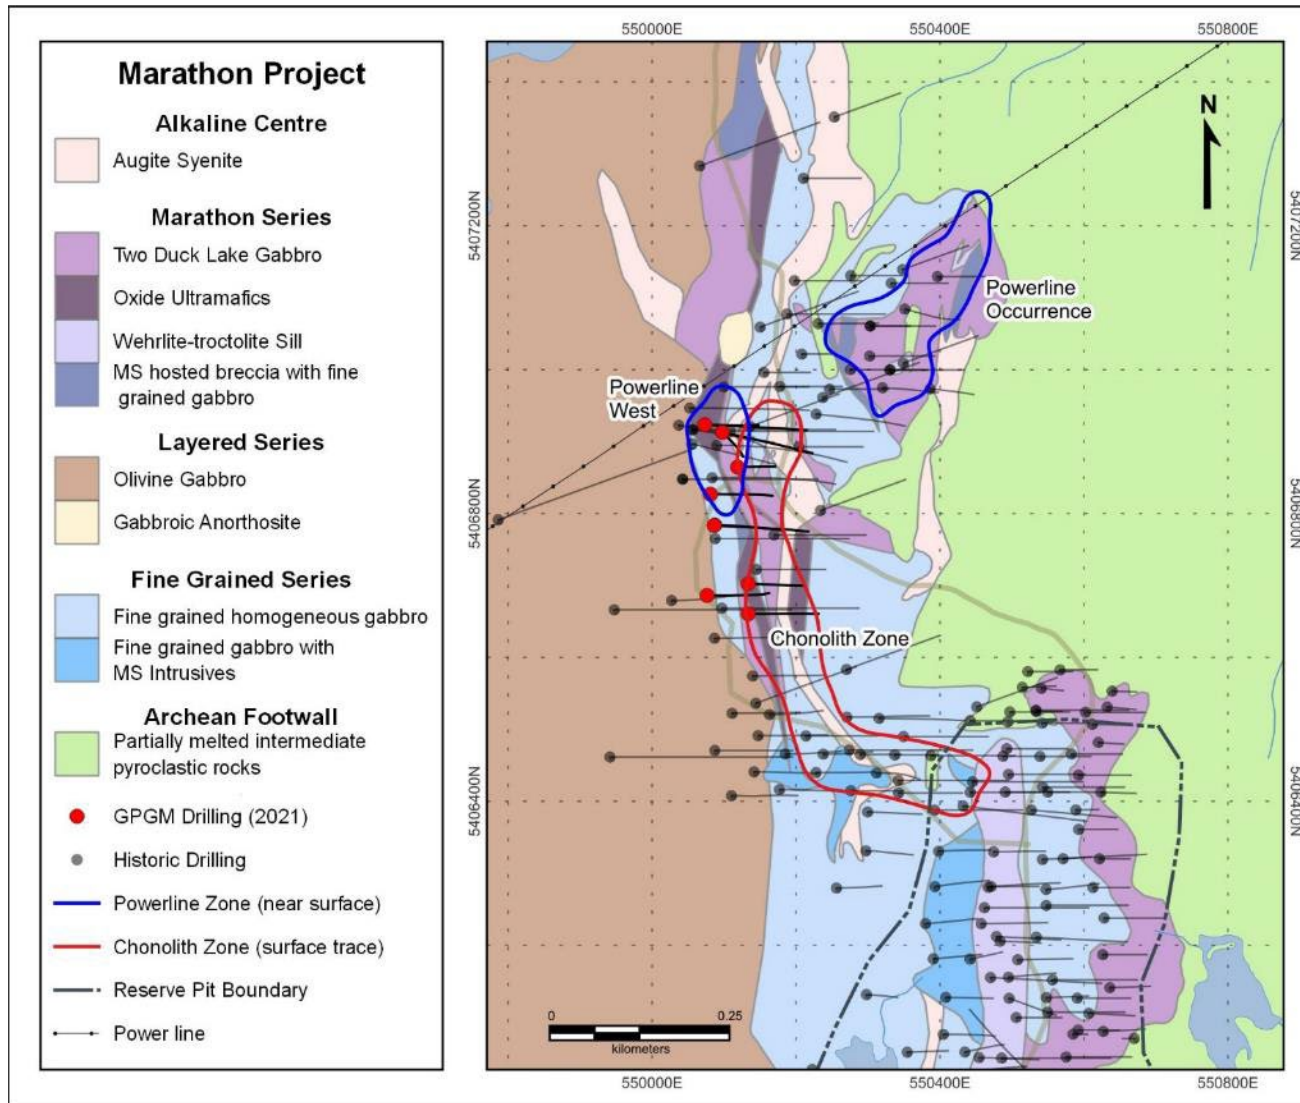 Marathon Project
Alkaline Centre
Augite Syenite
Marathon Series
Two Duck Lake Gabbro
Oxide Ultramafics
Wehrlite-troctolite Sill
MS hosted breccia with fine
grained gabbro
Layered Series
Olivine Gabbro
Gabbroic Anorthosite
Fine Grained Series
Fine grained homogeneous gabbro
Fine grained gabbro with
MS Intrusives
Archean Footwall
Partially melted intermediate
pyroclastic rocks
GPGM Drilling (2021)
Historic Drilling
Powerline Zone (near surface)
Chonolith Zone (surface trace)
Reserve Pit Boundary
Power line
550000E
550400E
550800E
N
5407200N
5407200N
Powerline
Occurrence
Powerline
West
5406800N
5406800N
Chonolith Zone
5406400N
5406400N
0
0.25
kilometers
550000E
550400E
550800E